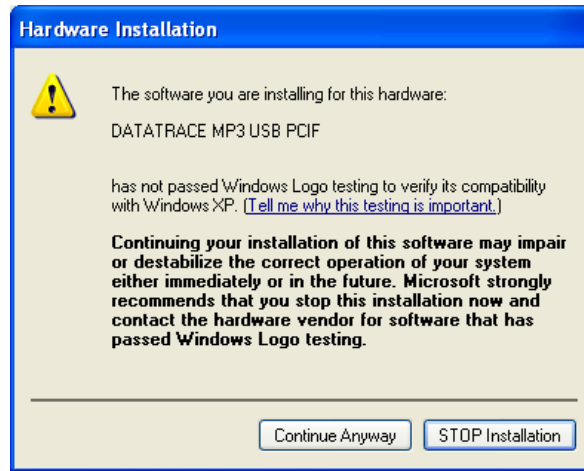 Hardware Installation
The software you are installing for this hardware:
DATATRACE MP3 USB PCIF
has not passed Windows Logo testing to verify its compatibility
with Windows XP. (Tell me why this testing is important.)
Continuing your installation of this software may impair
or destabilize the correct operation of your system
either immediately or in the future. Microsoft strongly
recommends that you stop this installation now and
contact the hardware vendor for software that has
passed Windows Logo testing.
Continue Anyway
STOP Installation